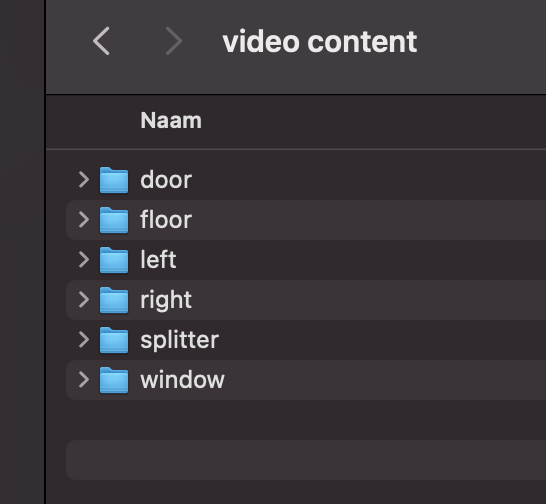 video content
Naam
door
floor
left
right
splitter
window